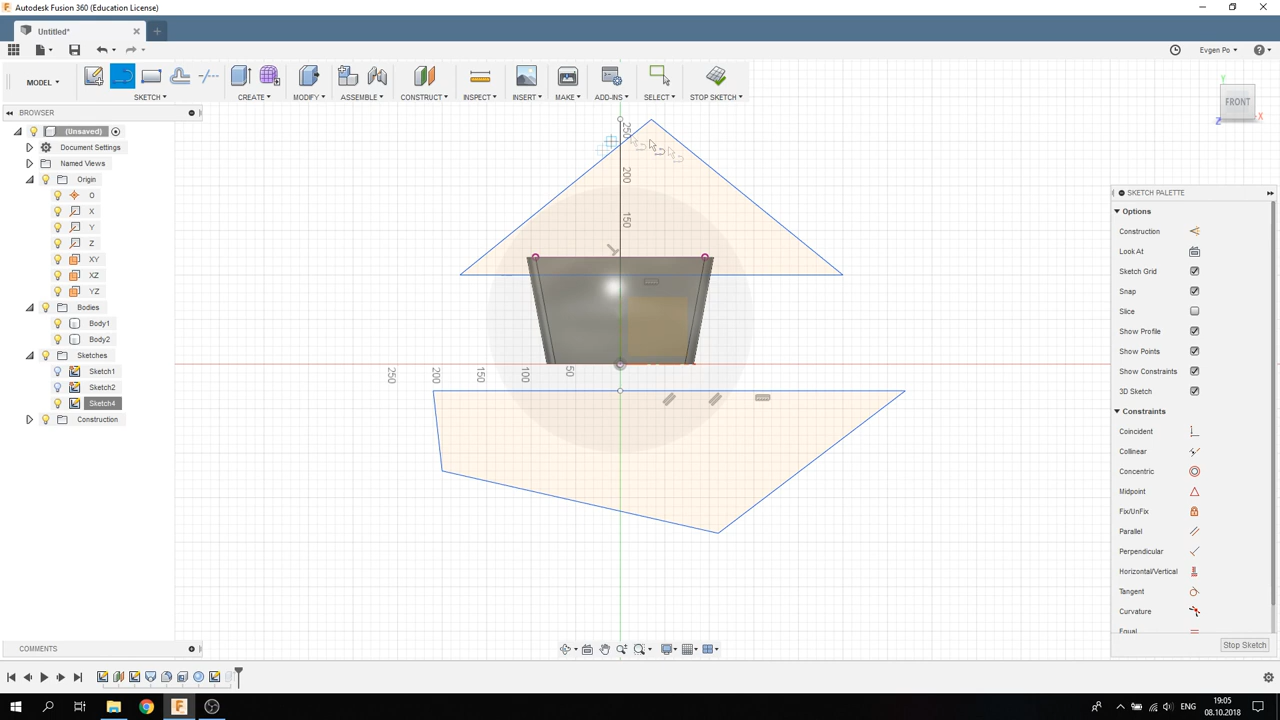 Autodesk Fusion 360 (Education License)
Untitled*
Evgen Po
MODEL
SKETCH
CREATE
MODIFY
ASSEMBLE
CONSTRUCT
INSPECT
INSERT
MAKE
ADD-INS
SELECT
STOP SKETCH
BROWSER
(Unsaved)
Document Settings
Named Views
Origin
O
X
Y
Z
XY
XZ
YZ
Bodies
Body1
Body2
Sketches
Sketch1
Sketch2
Sketch4
Construction
Y
FRONT
X
Z
250
200
150
250
200
150
100
50
SKETCH PALETTE
Options
Construction
Look At
Sketch Grid
Snap
Slice
Show Profile
Show Points
Show Constraints
3D Sketch
Constraints
Coincident
Collinear
Concentric
Midpoint
Fix/UnFix
Parallel
Perpendicular
Horizontal/Vertical
Tangent
Curvature
Equal
Stop Sketch
COMMENTS
ENG
19:05
08.10.2018